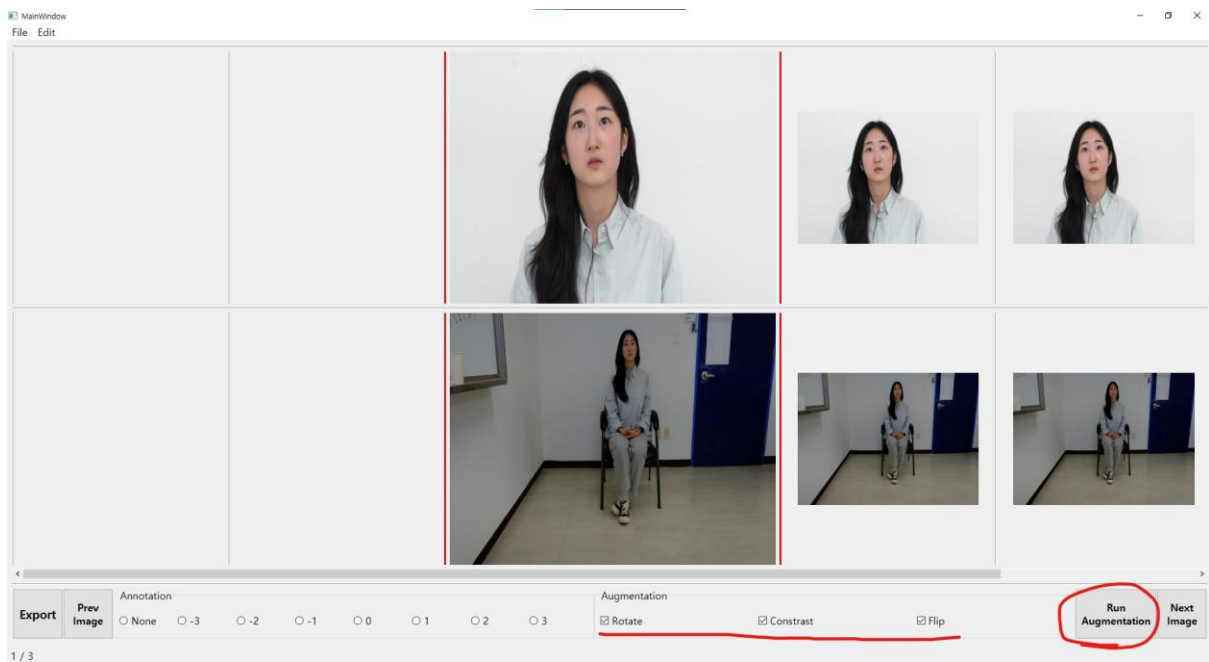 MainWindow
File Edit
Export
Prev
Image
Annotation
None -3 -2 -1 0 1 2 3
Augmentation
Rotate Constrast Flip
Run
Augmentation
Next
Image
1 / 3